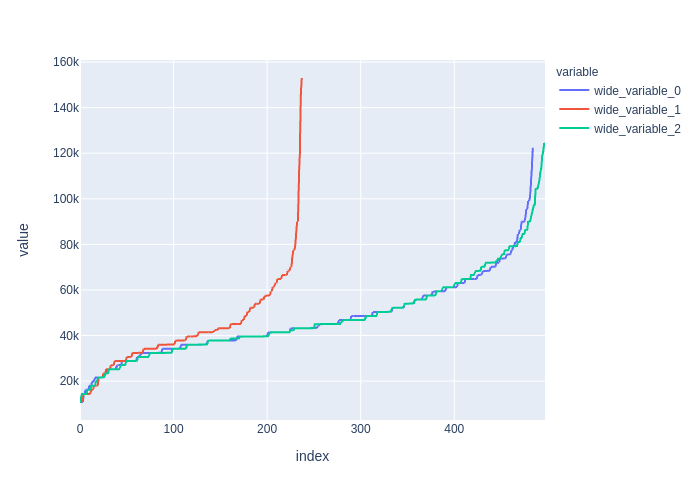 160k
140k
120k
100k
80k
60k
40k
20k
0
100
200
300
400
value
index
variable
wide_variable_0
wide_variable_1
wide_variable_2